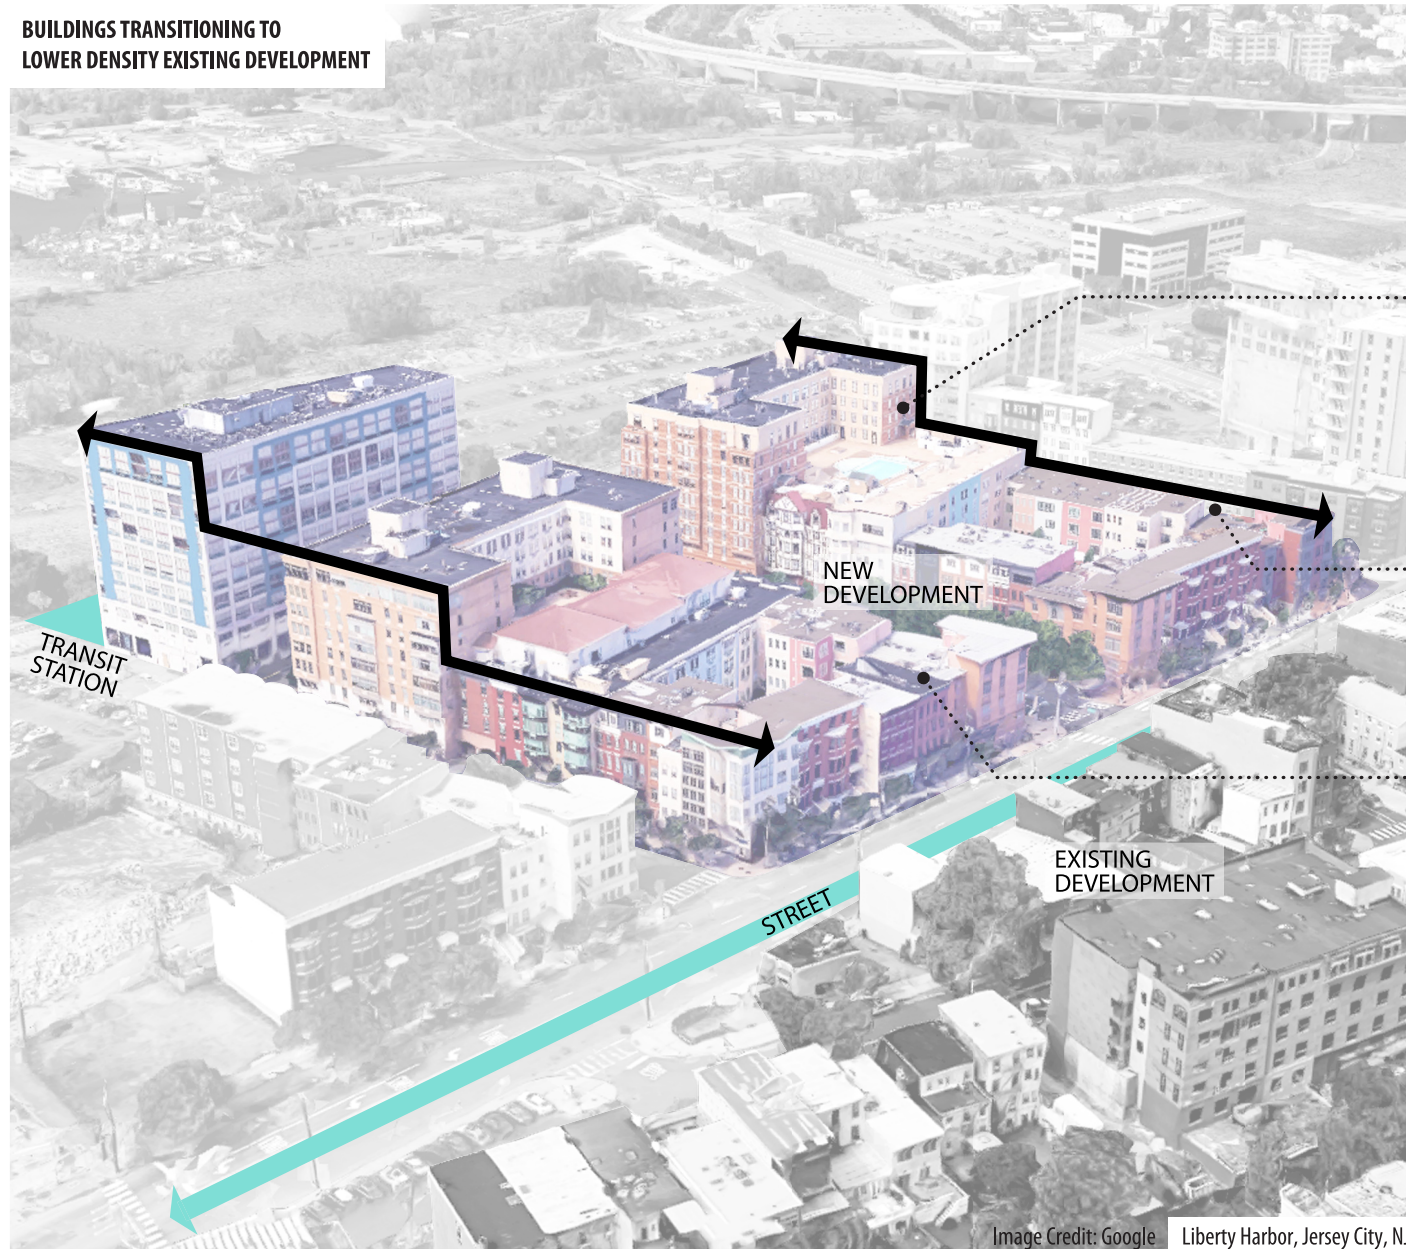 BUILDINGS TRANSITIONING TO
LOWER DENSITY EXISTING DEVELOPMENT
NEW
DEVELOPMENT
TRANSIT
STATION
EXISTING
DEVELOPMENT
STREET
Image Credit: Google
Liberty Harbor, Jersey City, N.